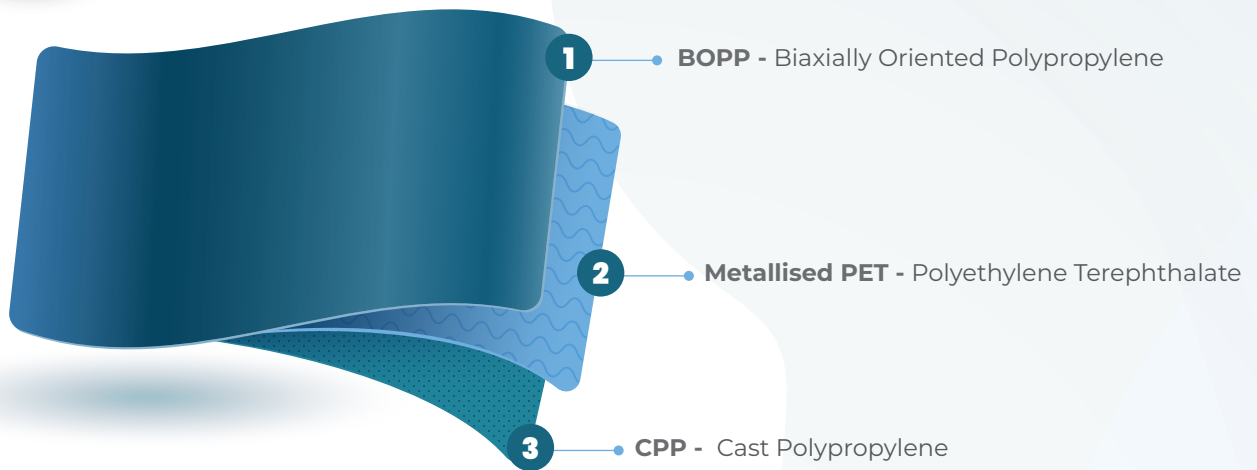 1 BOPP - Biaxially Oriented Polypropylene
2 Metallised PET - Polyethylene Terephthalate
3 CPP - Cast Polypropylene